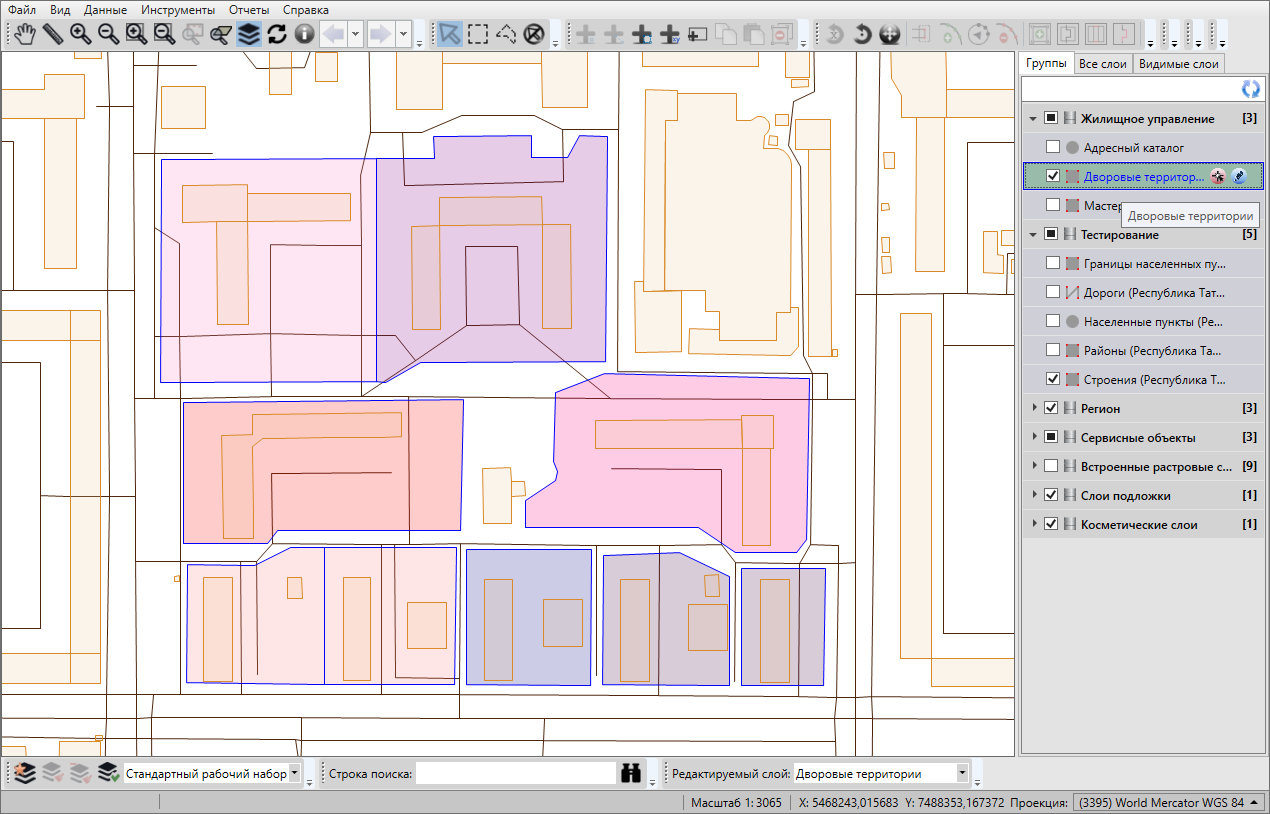 Файл Вид Данные Инструменты Отчеты Справка
Группы Все слои Видимые слои
Жилищное управление [3]
Адресный каталог
Дворовые территор...
Мастер
Дворовые территории
Тестирование [5]
Границы населенных пу...
Дороги (Республика Тат...
Населенные пункты (Ре...
Районы (Республика Та...
Строения (Республика Т...
Регион [3]
Сервисные объекты [3]
Встроенные растровые с... [9]
Слои подложки [1]
Косметические слои [1]
Стандартный рабочий набор Строка поиска: Редактируемый слой: Дворовые территории
Масштаб 1: 3065 X: 5468243,015683 Y: 7488353,167372 Проекция: (3395) World Mercator WGS 84